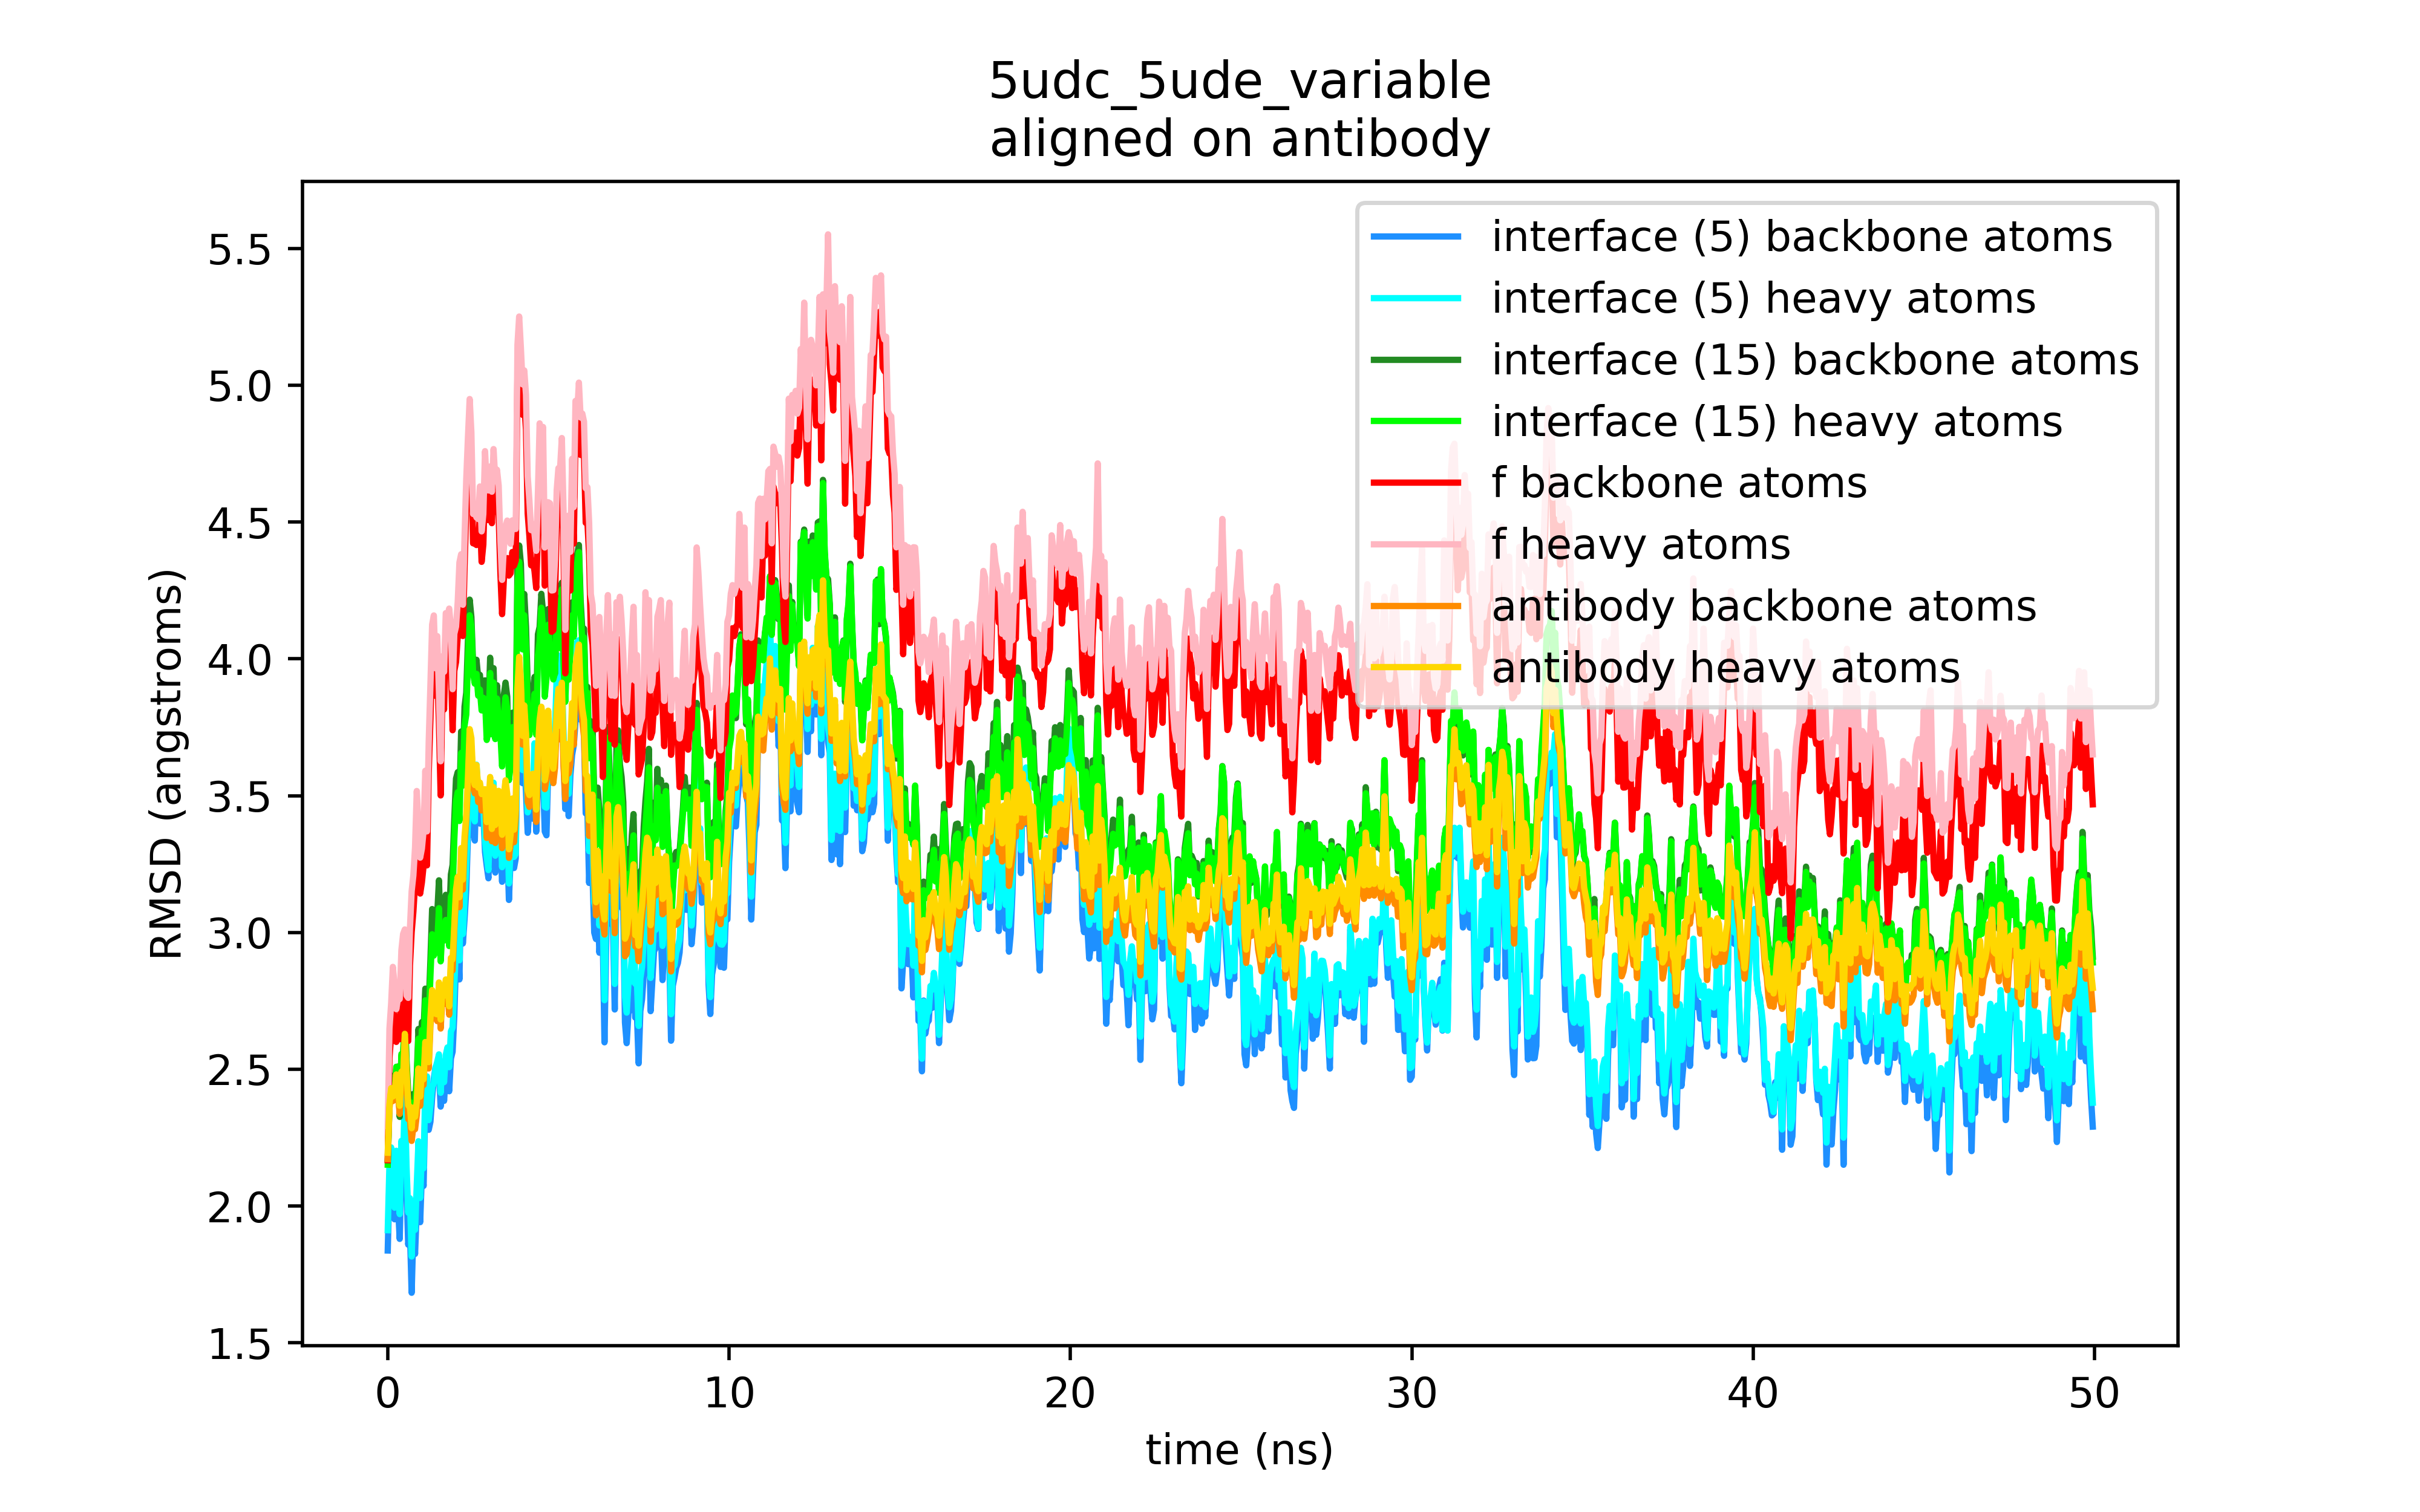 5udc_5ude_variable
aligned on antibody
RMSD (angstroms)
5.5
5.0
4.5
4.0
3.5
3.0
2.5
2.0
1.5
interface (5) backbone atoms
interface (5) heavy atoms
interface (15) backbone atoms
interface (15) heavy atoms
f backbone atoms
f heavy atoms
antibody backbone atoms
antibody heavy atoms
0 10 20 30 40 50
time (ns)